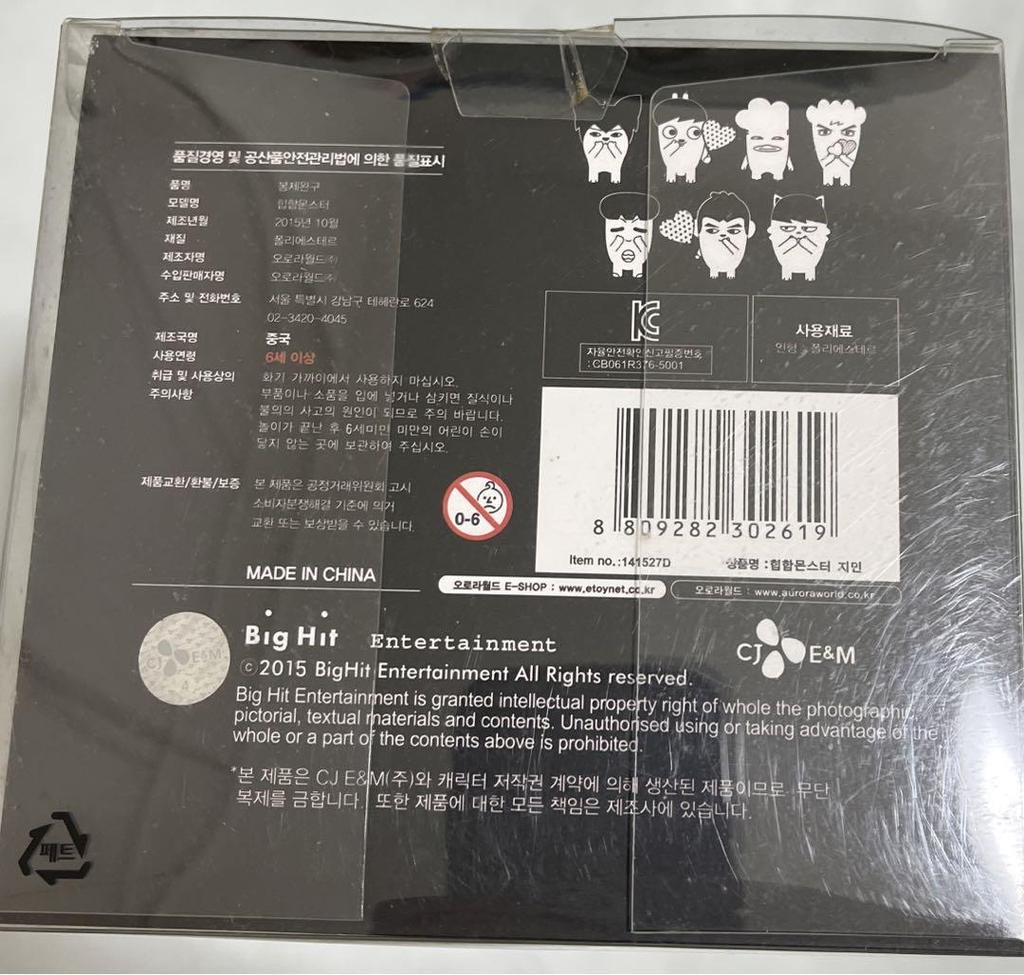 품질경영 및 공산품안전관리법에 의한 품질표시
품명 봉제완구
모델명 힙합몬스터
제조년월 2015년 10월
재질 폴리에스테르
제조자명 오로라월드㈜
수입판매자명 오로라월드㈜
주소 및 전화번호 서울 특별시 강남구 테헤란로 624
02-3420-4045
제조국명 중국
사용연령 6세 이상
취급 및 사용상의 화기 가까이에서 사용하지 마십시오.
주의사항 부품이나 소품을 입에 넣거나 삼키면 질식이나
불의의 사고의 원인이 되므로 주의 바랍니다.
놀이가 끝난 후 6세미만 미만의 어린이 손이
닿지 않는 곳에 보관하여 주십시오.
제품교환/환불/보증 본 제품은 공정거래위원회 고시
소비자분쟁해결 기준에 의거
교환 또는 보상받을 수 있습니다.
0-6
MADE IN CHINA
KC
자율안전확인신고필증번호
: CB061R376-5001
사용재료
인형 : 폴리에스테르
8 809282 302619
Item no.:141527D 상품명 : 힙합몬스터 지민
오로라월드 E-SHOP : www.etoynet.co.kr
오로라월드 : www.auroraworld.co.kr
CJ E&M
Big Hit Entertainment
CJ E&M
ⓒ2015 BigHit Entertainment All Rights reserved.
Big Hit Entertainment is granted intellectual property right of whole the photographic,
pictorial, textual materials and contents. Unauthorised using or taking advantage of the
whole or a part of the contents above is prohibited.
*본 제품은 CJ E&M(주)와 캐릭터 저작권 계약에 의해 생산된 제품이므로 무단
복제를 금합니다. 또한 제품에 대한 모든 책임은 제조사에 있습니다.
페트